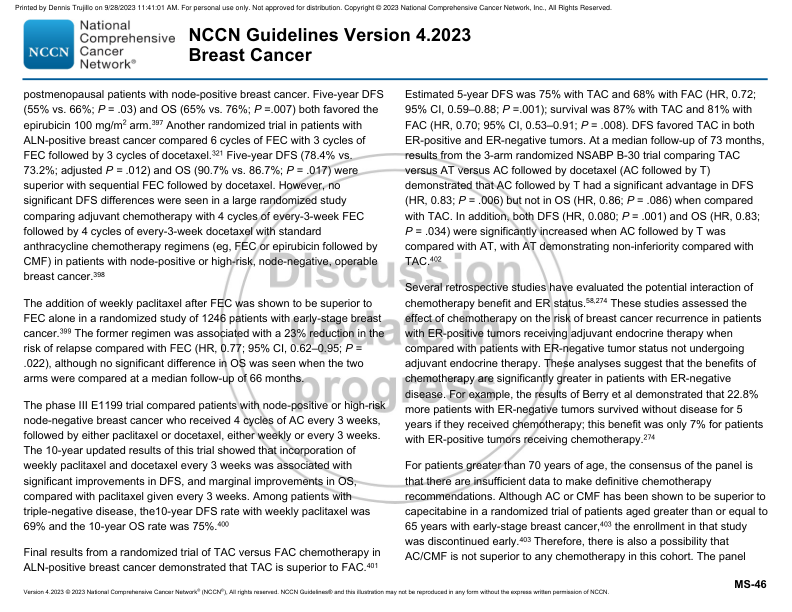 Printed by Dennis Trujillo on 9/28/2023 11:41:01 AM. For personal use only. Not approved for distribution. Copyright © 2023 National Comprehensive Cancer Network, Inc., All Rights Reserved.
NCCN
National
Comprehensive
Cancer
Network®
NCCN Guidelines Version 4.2023
Breast Cancer
postmenopausal patients with node-positive breast cancer. Five-year DFS
(55% vs. 66%; P = .03) and OS (65% vs. 76%; P =.007) both favored the
epirubicin 100 mg/m² arm.³⁹⁷ Another randomized trial in patients with
ALN-positive breast cancer compared 6 cycles of FEC with 3 cycles of
FEC followed by 3 cycles of docetaxel.³²¹ Five-year DFS (78.4% vs.
73.2%; adjusted P = .012) and OS (90.7% vs. 86.7%; P = .017) were
superior with sequential FEC followed by docetaxel. However, no
significant DFS differences were seen in a large randomized study
comparing adjuvant chemotherapy with 4 cycles of every-3-week FEC
followed by 4 cycles of every-3-week docetaxel with standard
anthracycline chemotherapy regimens (eg, FEC or epirubicin followed by
CMF) in patients with node-positive or high-risk, node-negative, operable
breast cancer.³⁹⁸
The addition of weekly paclitaxel after FEC was shown to be superior to
FEC alone in a randomized study of 1246 patients with early-stage breast
cancer.³⁹⁹ The former regimen was associated with a 23% reduction in the
risk of relapse compared with FEC (HR, 0.77; 95% CI, 0.62–0.95; P =
.022), although no significant difference in OS was seen when the two
arms were compared at a median follow-up of 66 months.
The phase III E1199 trial compared patients with node-positive or high-risk
node-negative breast cancer who received 4 cycles of AC every 3 weeks,
followed by either paclitaxel or docetaxel, either weekly or every 3 weeks.
The 10-year updated results of this trial showed that incorporation of
weekly paclitaxel and docetaxel every 3 weeks was associated with
significant improvements in DFS, and marginal improvements in OS,
compared with paclitaxel given every 3 weeks. Among patients with
triple-negative disease, the10-year DFS rate with weekly paclitaxel was
69% and the 10-year OS rate was 75%.⁴⁰⁰
Final results from a randomized trial of TAC versus FAC chemotherapy in
ALN-positive breast cancer demonstrated that TAC is superior to FAC.⁴⁰¹
Estimated 5-year DFS was 75% with TAC and 68% with FAC (HR, 0.72;
95% CI, 0.59–0.88; P =.001); survival was 87% with TAC and 81% with
FAC (HR, 0.70; 95% CI, 0.53–0.91; P = .008). DFS favored TAC in both
ER-positive and ER-negative tumors. At a median follow-up of 73 months,
results from the 3-arm randomized NSABP B-30 trial comparing TAC
versus AT versus AC followed by docetaxel (AC followed by T)
demonstrated that AC followed by T had a significant advantage in DFS
(HR, 0.83; P = .006) but not in OS (HR, 0.86; P = .086) when compared
with TAC. In addition, both DFS (HR, 0.080; P = .001) and OS (HR, 0.83;
P = .034) were significantly increased when AC followed by T was
compared with AT, with AT demonstrating non-inferiority compared with
TAC.⁴⁰²
Several retrospective studies have evaluated the potential interaction of
chemotherapy benefit and ER status.⁵⁸,²⁷⁴ These studies assessed the
effect of chemotherapy on the risk of breast cancer recurrence in patients
with ER-positive tumors receiving adjuvant endocrine therapy when
compared with patients with ER-negative tumor status not undergoing
adjuvant endocrine therapy. These analyses suggest that the benefits of
chemotherapy are significantly greater in patients with ER-negative
disease. For example, the results of Berry et al demonstrated that 22.8%
more patients with ER-negative tumors survived without disease for 5
years if they received chemotherapy; this benefit was only 7% for patients
with ER-positive tumors receiving chemotherapy.²⁷⁴
For patients greater than 70 years of age, the consensus of the panel is
that there are insufficient data to make definitive chemotherapy
recommendations. Although AC or CMF has been shown to be superior to
capecitabine in a randomized trial of patients aged greater than or equal to
65 years with early-stage breast cancer,⁴⁰³ the enrollment in that study
was discontinued early.⁴⁰³ Therefore, there is also a possibility that
AC/CMF is not superior to any chemotherapy in this cohort. The panel
Discussion
update in
progress
MS-46
Version 4.2023 © 2023 National Comprehensive Cancer Network® (NCCN®), All rights reserved. NCCN Guidelines® and this illustration may not be reproduced in any form without the express written permission of NCCN.